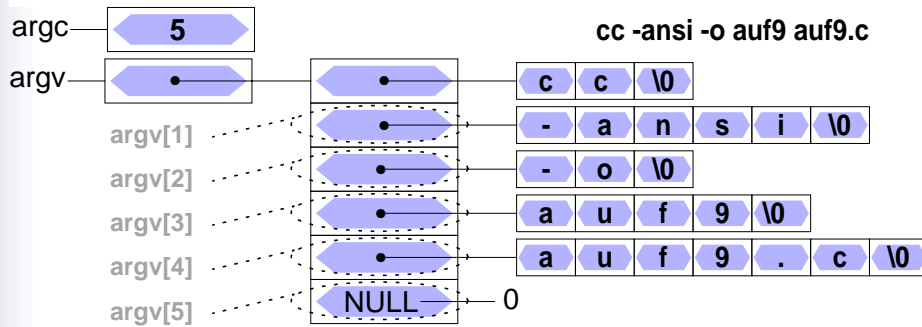 argc 5 cc -ansi -o auf9 auf9.c
argv c c \0
argv[1] - a n s i \0
argv[2] - o \0
argv[3] a u f 9 \0
argv[4] a u f 9 . c \0
argv[5] NULL 0